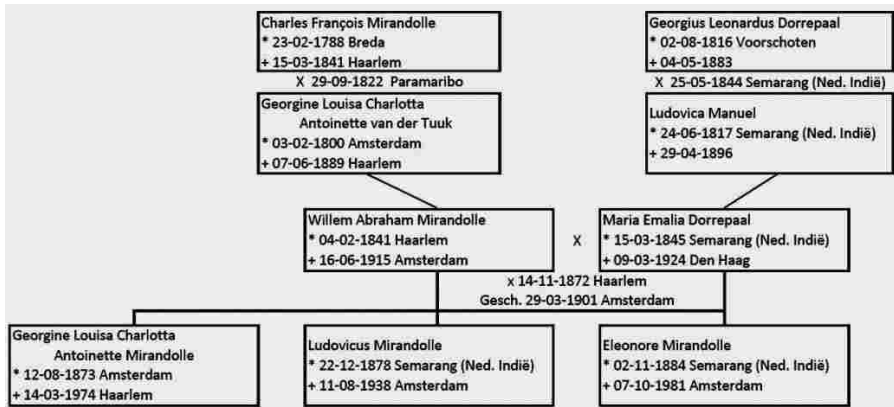 Charles François Mirandolle
* 23-02-1788 Breda
+ 15-03-1841 Haarlem
X 29-09-1822 Paramaribo
Georgine Louisa Charlotta
Antoinette van der Tuuk
* 03-02-1800 Amsterdam
+ 07-06-1889 Haarlem
Georgius Leonardus Dorrepaal
* 02-08-1816 Voorschoten
+ 04-05-1883
X 25-05-1844 Semarang (Ned. Indië)
Ludovica Manuel
* 24-06-1817 Semarang (Ned. Indië)
+ 29-04-1896
Willem Abraham Mirandolle
* 04-02-1841 Haarlem
+ 16-06-1915 Amsterdam
X
Maria Emalia Dorrepaal
* 15-03-1845 Semarang (Ned. Indië)
+ 09-03-1924 Den Haag
x 14-11-1872 Haarlem
Gesch. 29-03-1901 Amsterdam
Georgine Louisa Charlotta
Antoinette Mirandolle
* 12-08-1873 Amsterdam
+ 14-03-1974 Haarlem
Ludovicus Mirandolle
* 22-12-1878 Semarang (Ned. Indië)
+ 11-08-1938 Amsterdam
Eleonore Mirandolle
* 02-11-1884 Semarang (Ned. Indië)
+ 07-10-1981 Amsterdam